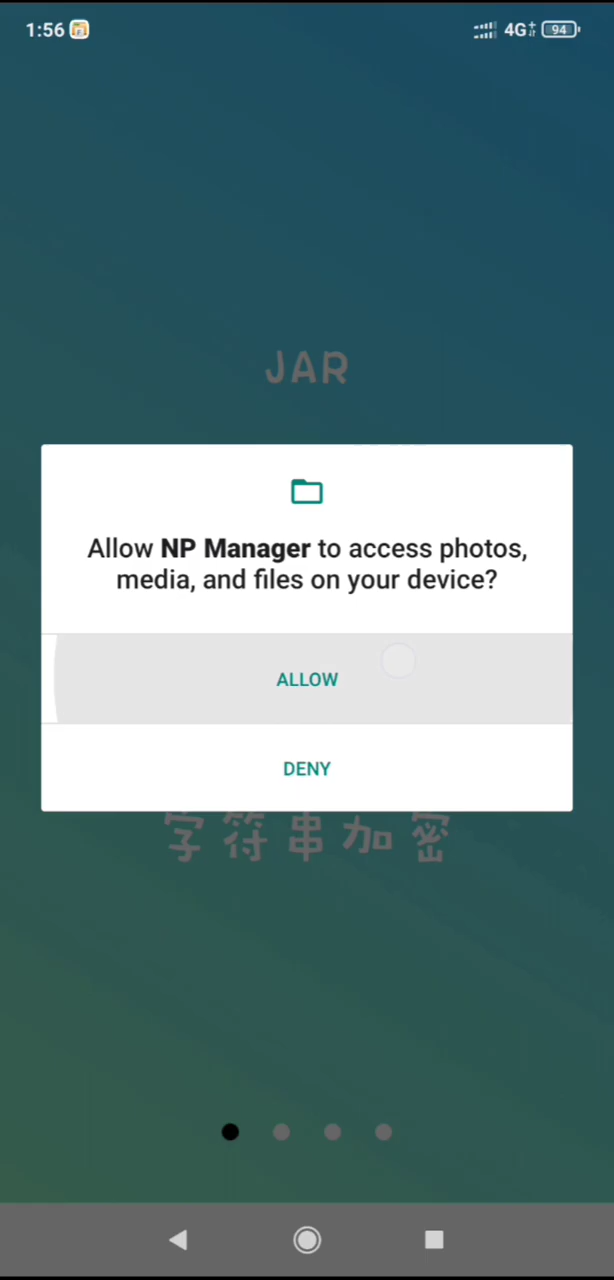 1:56
4G+
94
JAR
Allow NP Manager to access photos,
media, and files on your device?
ALLOW
DENY
字符串加密